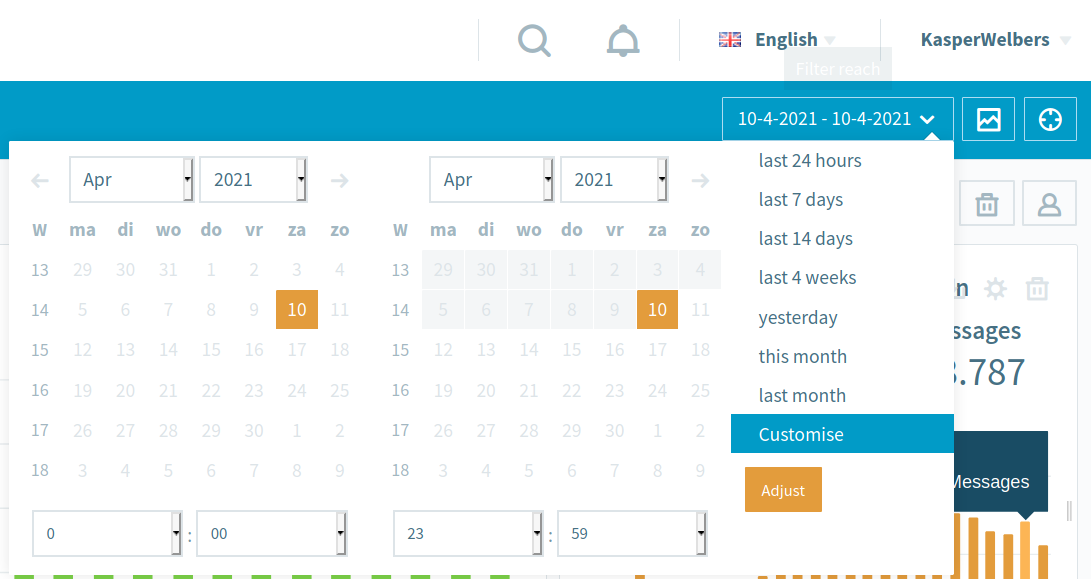 English KasperWelbers
Filter reach
10-4-2021 - 10-4-2021
Apr 2021 Apr 2021
W ma di wo do vr za zo W ma di wo do vr za zo
13 29 30 31 1 2 3 4 13 29 30 31 1 2 3 4
14 5 6 7 8 9 10 11 14 5 6 7 8 9 10 11
15 12 13 14 15 16 17 18 15 12 13 14 15 16 17 18
16 19 20 21 22 23 24 25 16 19 20 21 22 23 24 25
17 26 27 28 29 30 1 2 17 26 27 28 29 30 1 2
18 3 4 5 6 7 8 9 18 3 4 5 6 7 8 9
0 : 00 23 : 59
last 24 hours
last 7 days
last 14 days
last 4 weeks
yesterday
this month
last month
Customise
Adjust
ssages
.787
Messages